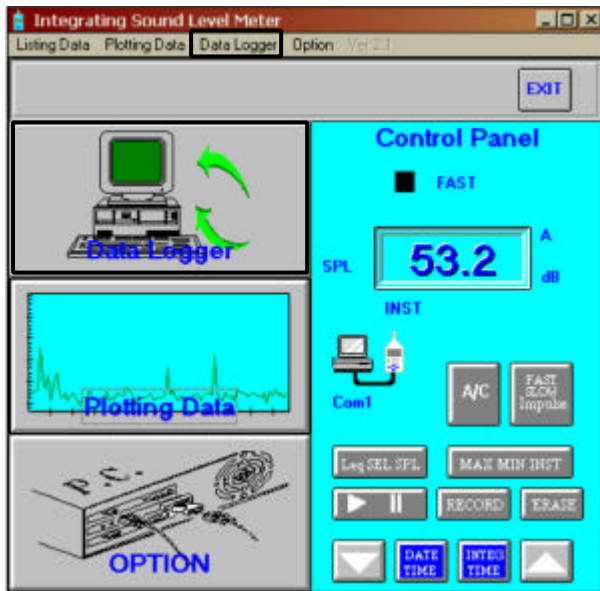 Integrating Sound Level Meter
Listing Data Plotting Data Data Logger Option Ver 2.1
EXIT
Data Logger
Plotting Data
P.C.
OPTION
Control Panel
FAST
SPL 53.2 A
dB
INST
Com1
A/C
FAST
SLOW
Impulse
Leq SEL SPL MAX MIN INST
RECORD ERASE
DATE
TIME
INTEG
TIME